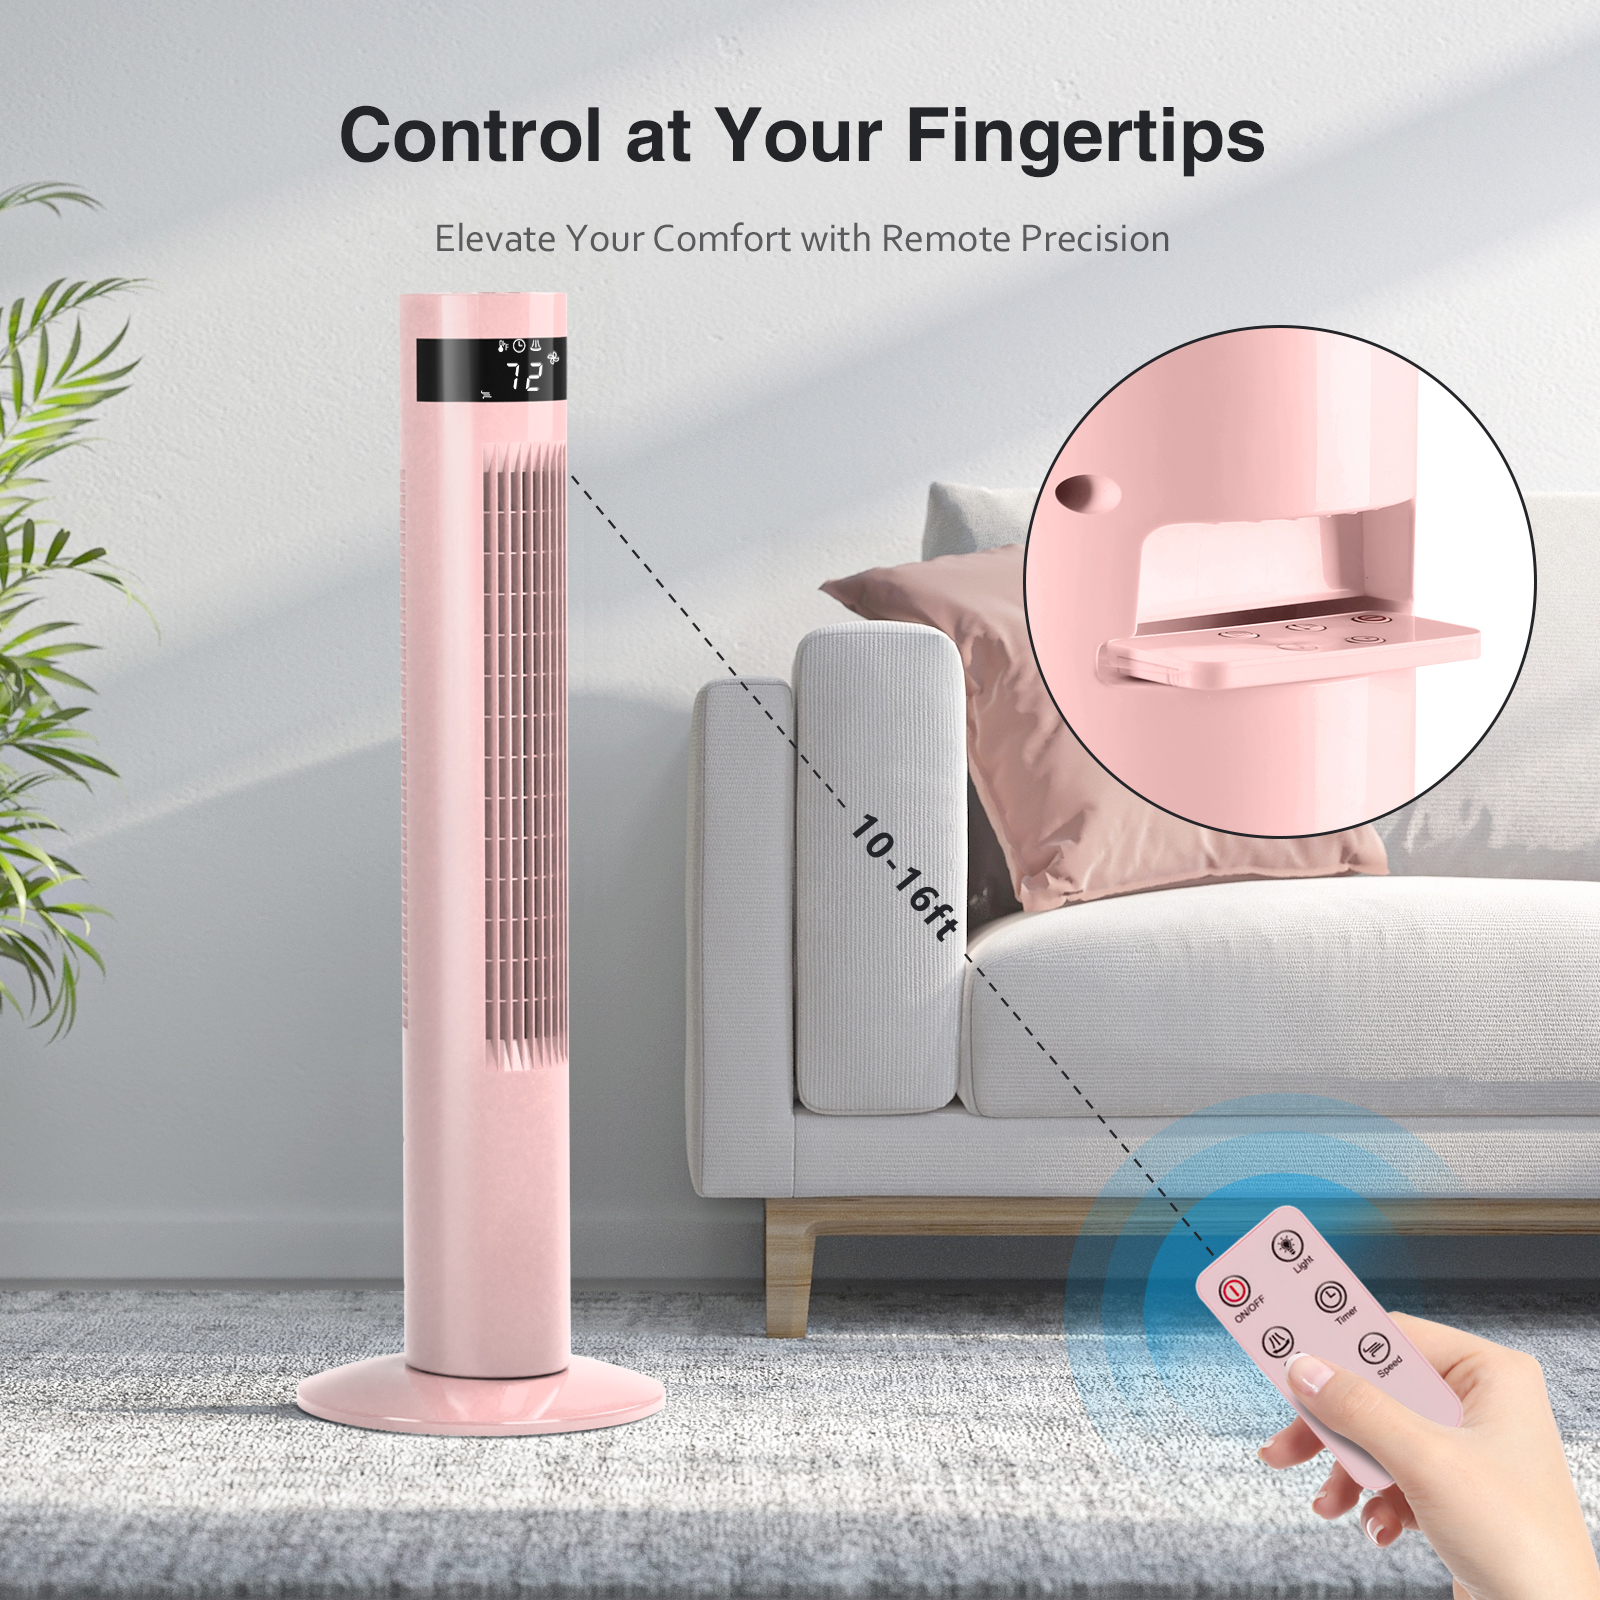 Control at Your Fingertips
Elevate Your Comfort with Remote Precision
°F
72
10-16ft
Light
ON/OFF
Timer
Speed